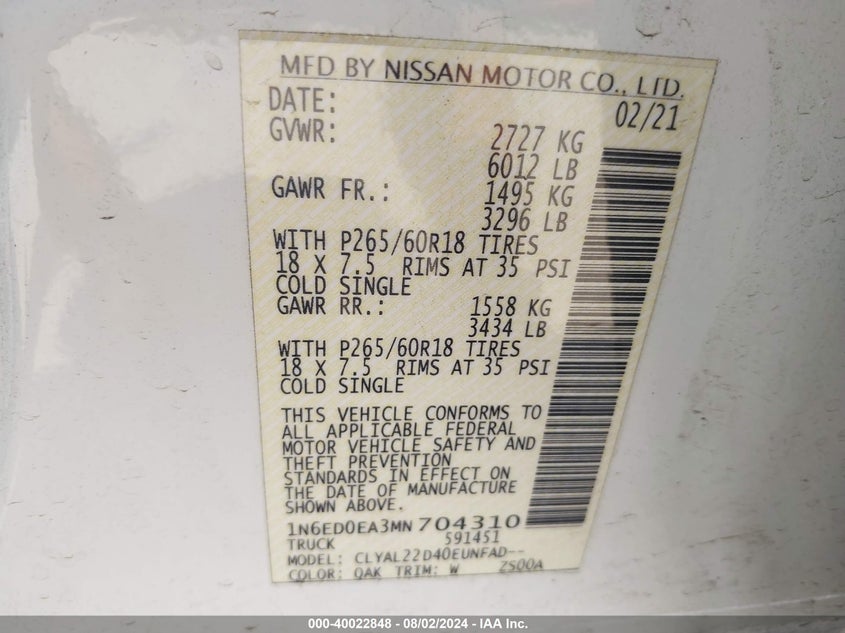 MFD BY NISSAN MOTOR CO., LTD.
DATE: 02/21
GVWR: 2727 KG
6012 LB
GAWR FR.: 1495 KG
3296 LB
WITH P265/60R18 TIRES
18 X 7.5 RIMS AT 35 PSI
COLD SINGLE
GAWR RR.: 1558 KG
3434 LB
WITH P265/60R18 TIRES
18 X 7.5 RIMS AT 35 PSI
COLD SINGLE
THIS VEHICLE CONFORMS TO
ALL APPLICABLE FEDERAL
MOTOR VEHICLE SAFETY AND
THEFT PREVENTION
STANDARDS IN EFFECT ON
THE DATE OF MANUFACTURE
SHOWN ABOVE.
1N6ED0EA3MN704310
TRUCK 591451
MODEL: CLYAL22D40EUNFAD--
COLOR: QAK TRIM: W ZSOOA
000-40022848 - 08/02/2024 - IAA Inc.